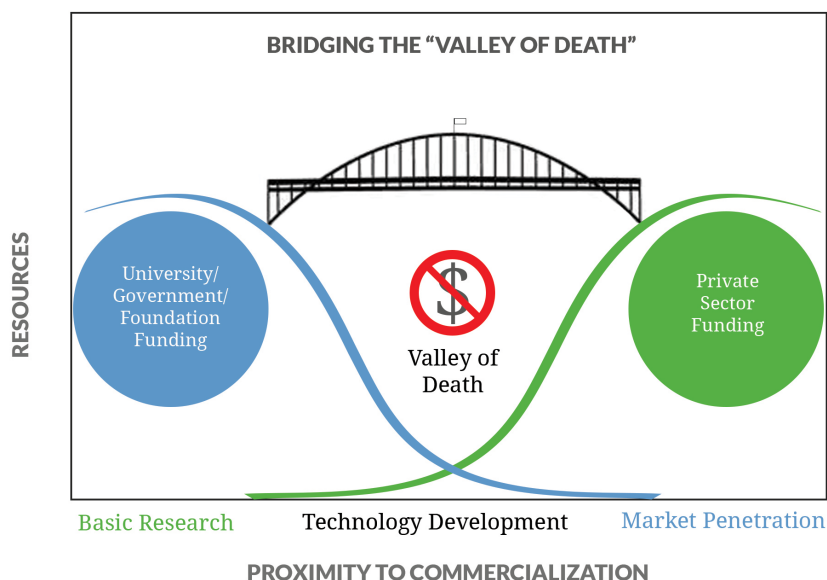 BRIDGING THE “VALLEY OF DEATH”
RESOURCES
University/
Government/
Foundation
Funding
$
Valley of
Death
Private
Sector
Funding
Basic Research
Technology Development
Market Penetration
PROXIMITY TO COMMERCIALIZATION